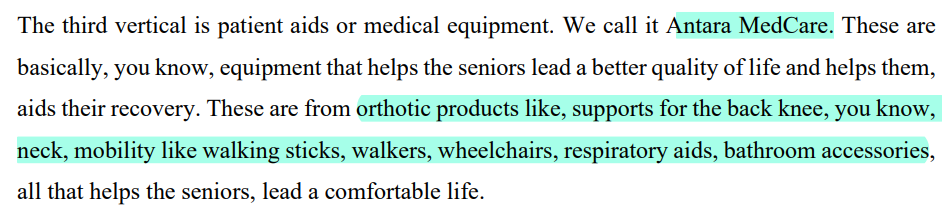 The third vertical is patient aids or medical equipment. We call it Antara MedCare. These are
basically, you know, equipment that helps the seniors lead a better quality of life and helps them,
aids their recovery. These are from orthotic products like, supports for the back knee, you know,
neck, mobility like walking sticks, walkers, wheelchairs, respiratory aids, bathroom accessories,
all that helps the seniors, lead a comfortable life.